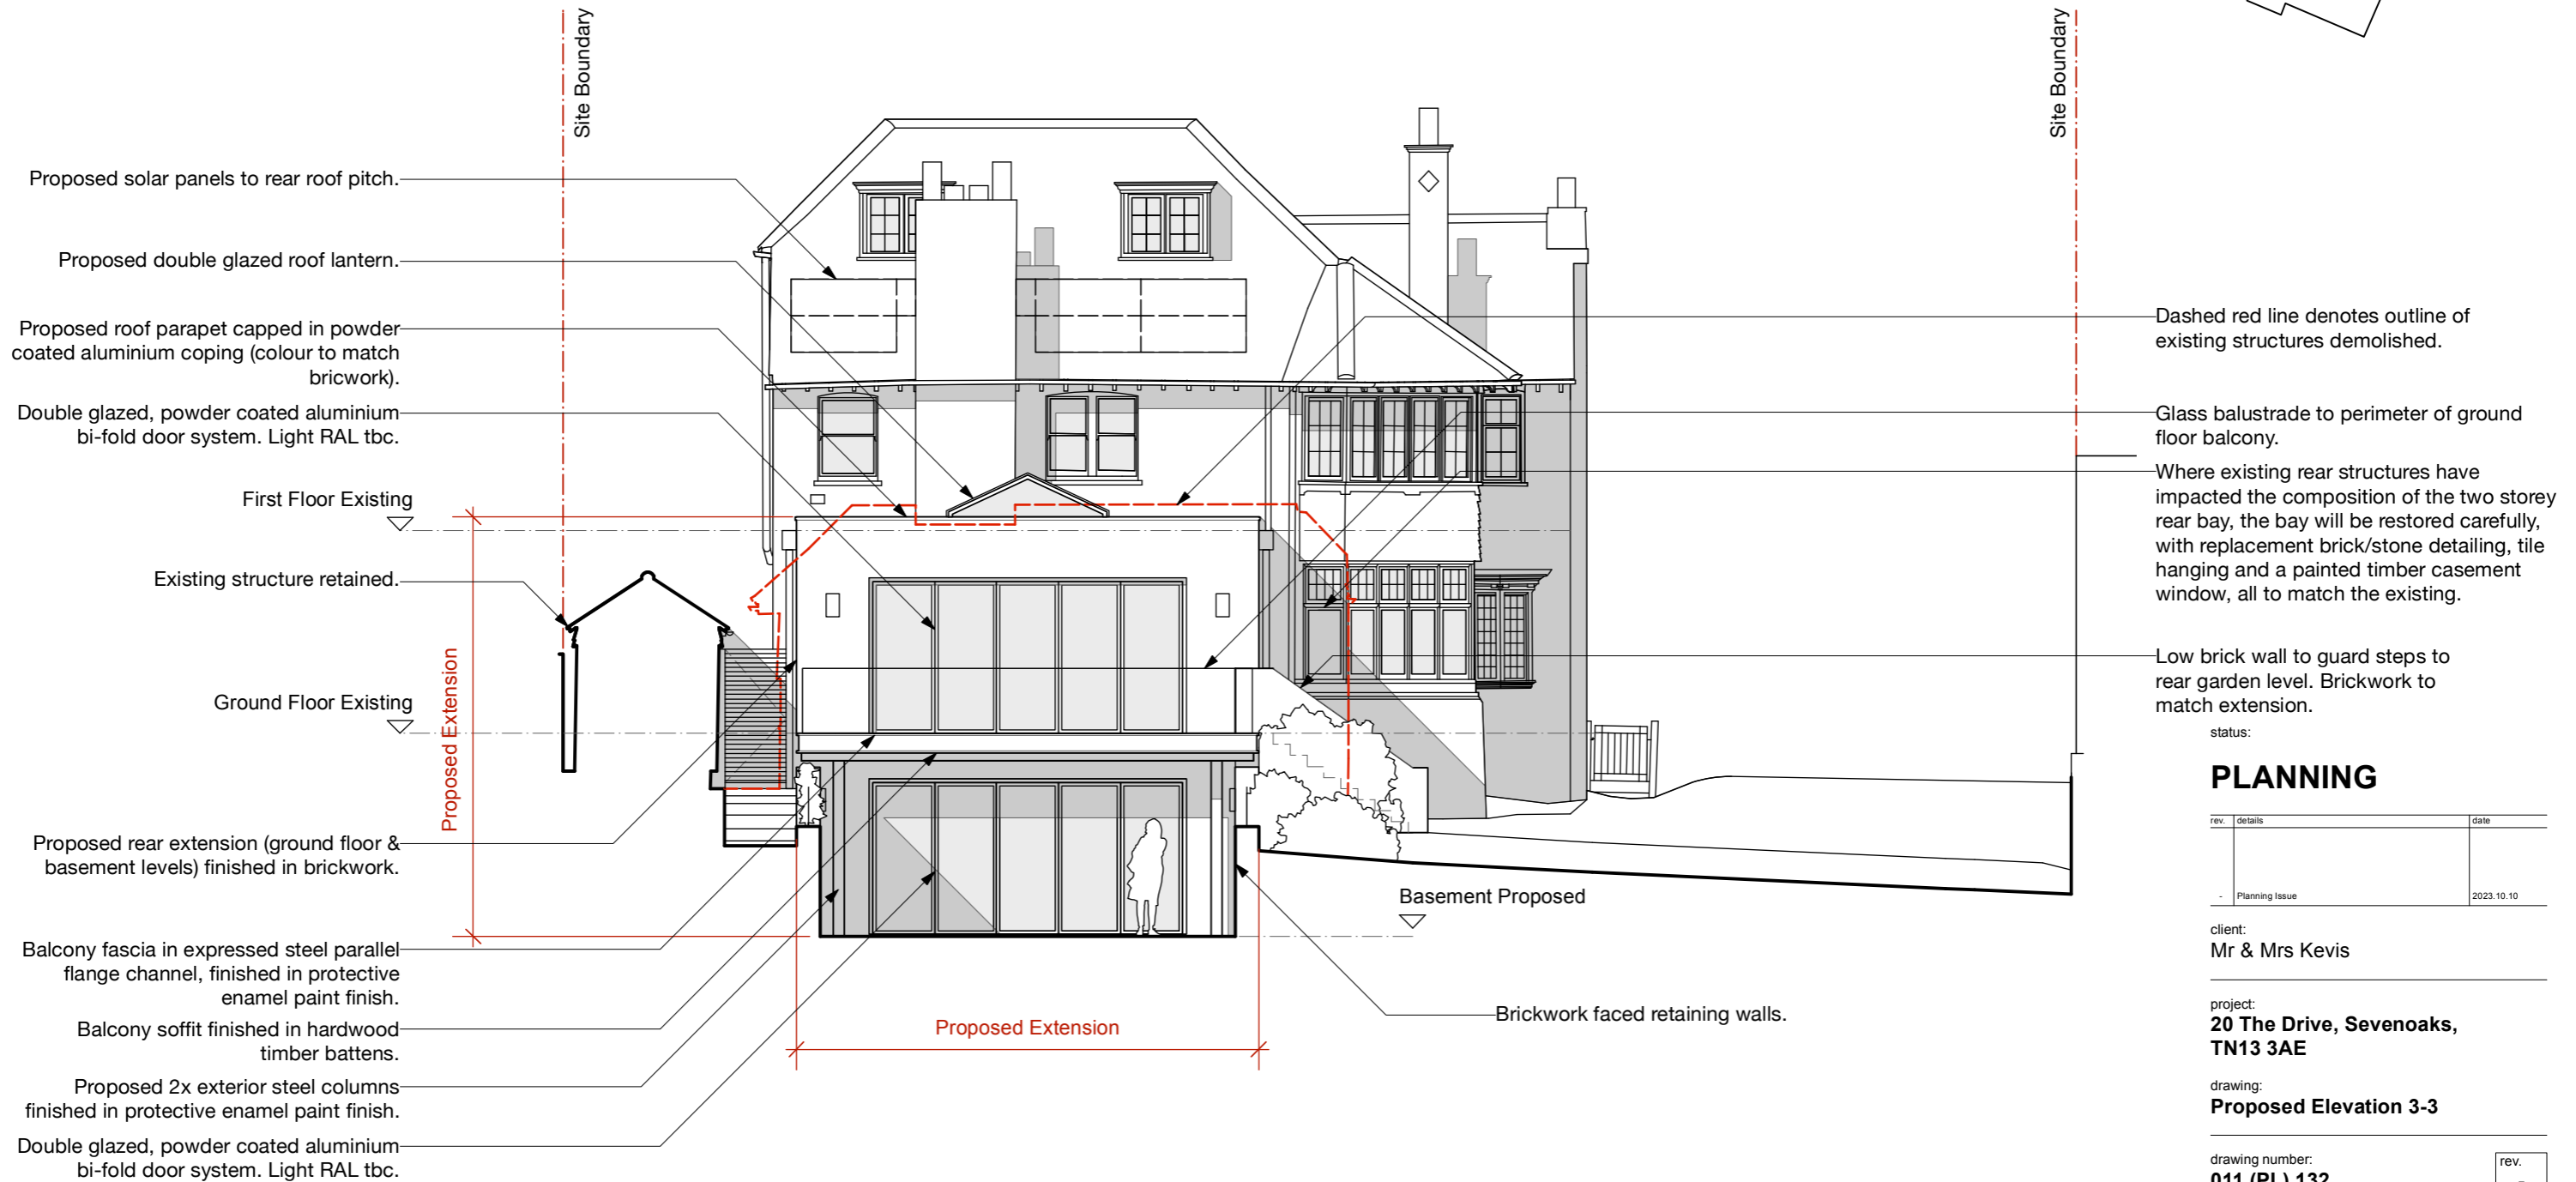 Site Boundary
Site Boundary
Proposed solar panels to rear roof pitch.
Proposed double glazed roof lantern.
Proposed roof parapet capped in powder
coated aluminium coping (colour to match
bricwork).
Double glazed, powder coated aluminium
bi-fold door system. Light RAL tbc.
First Floor Existing
Existing structure retained.
Ground Floor Existing
Proposed Extension
Proposed rear extension (ground floor &
basement levels) finished in brickwork.
Balcony fascia in expressed steel parallel
flange channel, finished in protective
enamel paint finish.
Balcony soffit finished in hardwood
timber battens.
Proposed 2x exterior steel columns
finished in protective enamel paint finish.
Double glazed, powder coated aluminium
bi-fold door system. Light RAL tbc.
Proposed Extension
Basement Proposed
Brickwork faced retaining walls.
Dashed red line denotes outline of
existing structures demolished.
Glass balustrade to perimeter of ground
floor balcony.
Where existing rear structures have
impacted the composition of the two storey
rear bay, the bay will be restored carefully,
with replacement brick/stone detailing, tile
hanging and a painted timber casement
window, all to match the existing.
Low brick wall to guard steps to
rear garden level. Brickwork to
match extension.
status:
PLANNING
rev. details date
- Planning Issue 2023.10.10
client:
Mr & Mrs Kevis
project:
20 The Drive, Sevenoaks,
TN13 3AE
drawing:
Proposed Elevation 3-3
drawing number:
011 (PL) 132
rev.